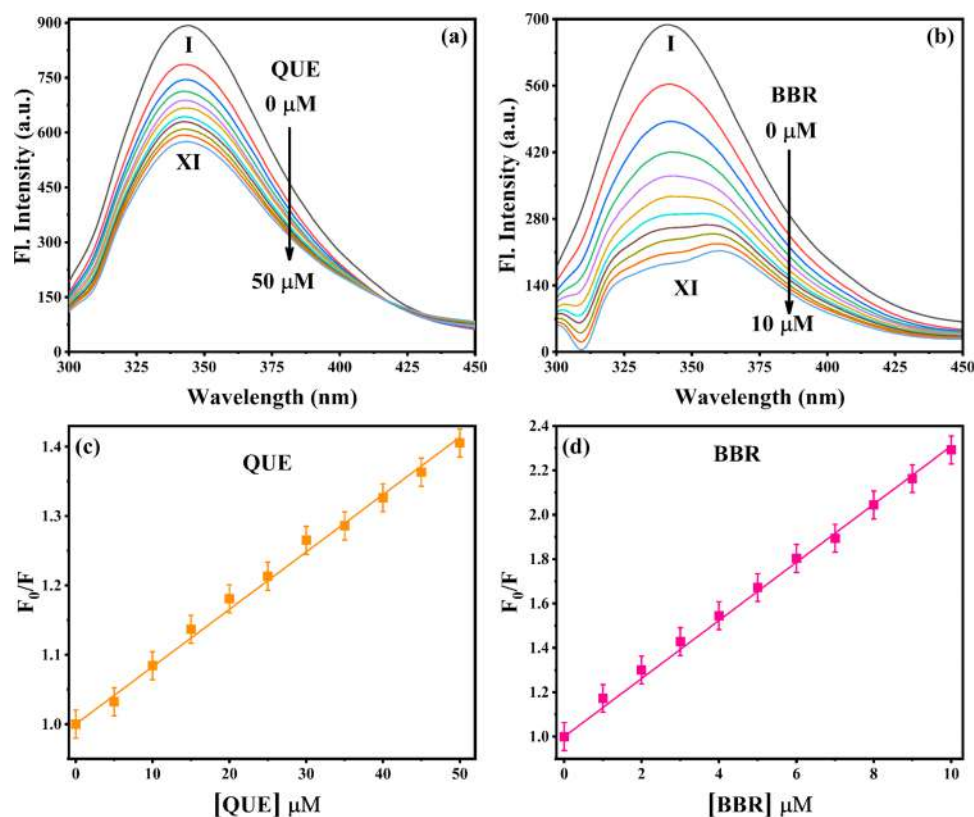 (a)
I
QUE
0 μM
XI
50 μM
900
750
600
450
300
150
0
Fl. Intensity (a.u.)
300 325 350 375 400 425 450
Wavelength (nm)
(b)
I
BBR
0 μM
XI
10 μM
700
560
420
280
140
0
Fl. Intensity (a.u.)
300 325 350 375 400 425 450
Wavelength (nm)
(c)
QUE
1.4
1.3
1.2
1.1
1.0
F0/F
0 10 20 30 40 50
[QUE] μM
(d)
BBR
2.4
2.2
2.0
1.8
1.6
1.4
1.2
1.0
F0/F
0 2 4 6 8 10
[BBR] μM